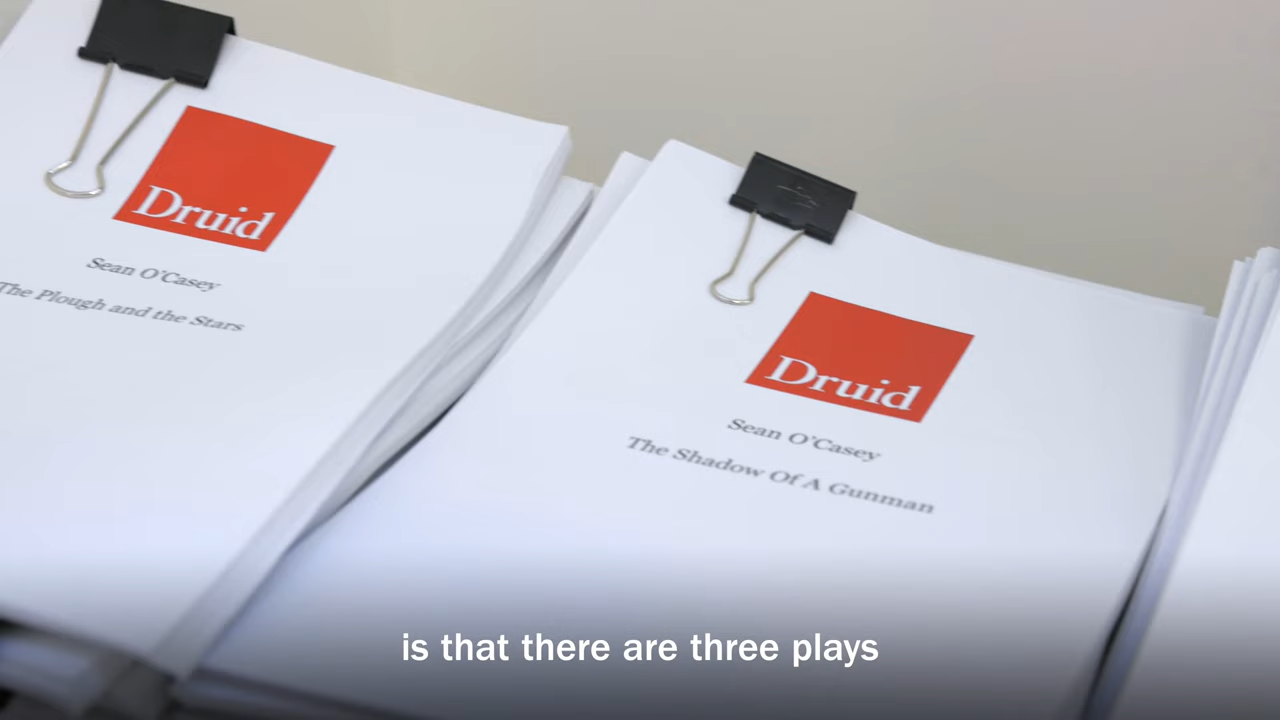 Druid
Sean O'Casey
The Plough and the Stars
Druid
Sean O'Casey
The Shadow Of A Gunman
is that there are three plays